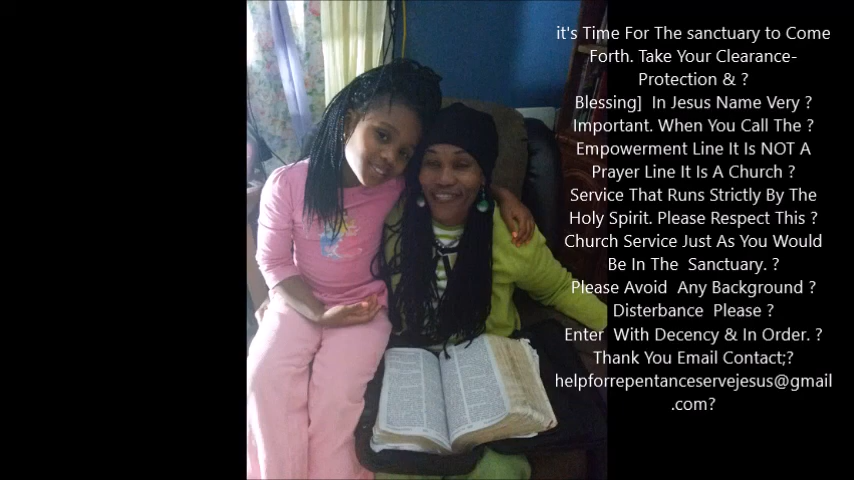 it's Time For The sanctuary to Come
Forth. Take Your Clearance-
Protection & ?
Blessing]  In Jesus Name Very ?
Important. When You Call The ?
Empowerment Line It Is NOT A
Prayer Line It Is A Church ?
Service That Runs Strictly By The
Holy Spirit. Please Respect This ?
Church Service Just As You Would
Be In The  Sanctuary. ?
Please Avoid  Any Background ?
Disterbance  Please ?
Enter  With Decency & In Order. ?
Thank You Email Contact;?
helpforrepentanceservejesus@gmail
.com?